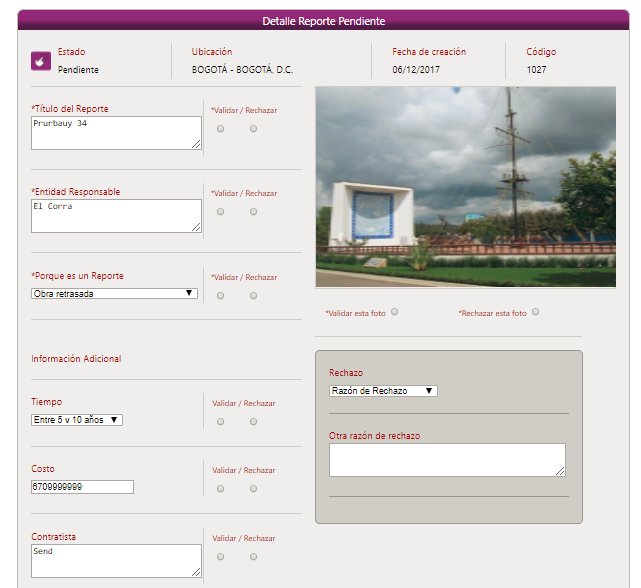 Detalle Reporte Pendiente
Estado
Pendiente
Ubicación
BOGOTÁ - BOGOTÁ, D.C.
Fecha de creación
06/12/2017
Código
1027
*Título del Reporte
*Validar / Rechazar
Prurbauy 34
*Entidad Responsable
*Validar / Rechazar
El Corra
*Porque es un Reporte
*Validar / Rechazar
Obra retrasada
*Validar esta foto
*Rechazar esta foto
Información Adicional
Rechazo
Razón de Rechazo
Tiempo
Validar / Rechazar
Entre 5 y 10 años
Otra razón de rechazo
Costo
Validar / Rechazar
6709999999
Contratista
Validar / Rechazar
Send